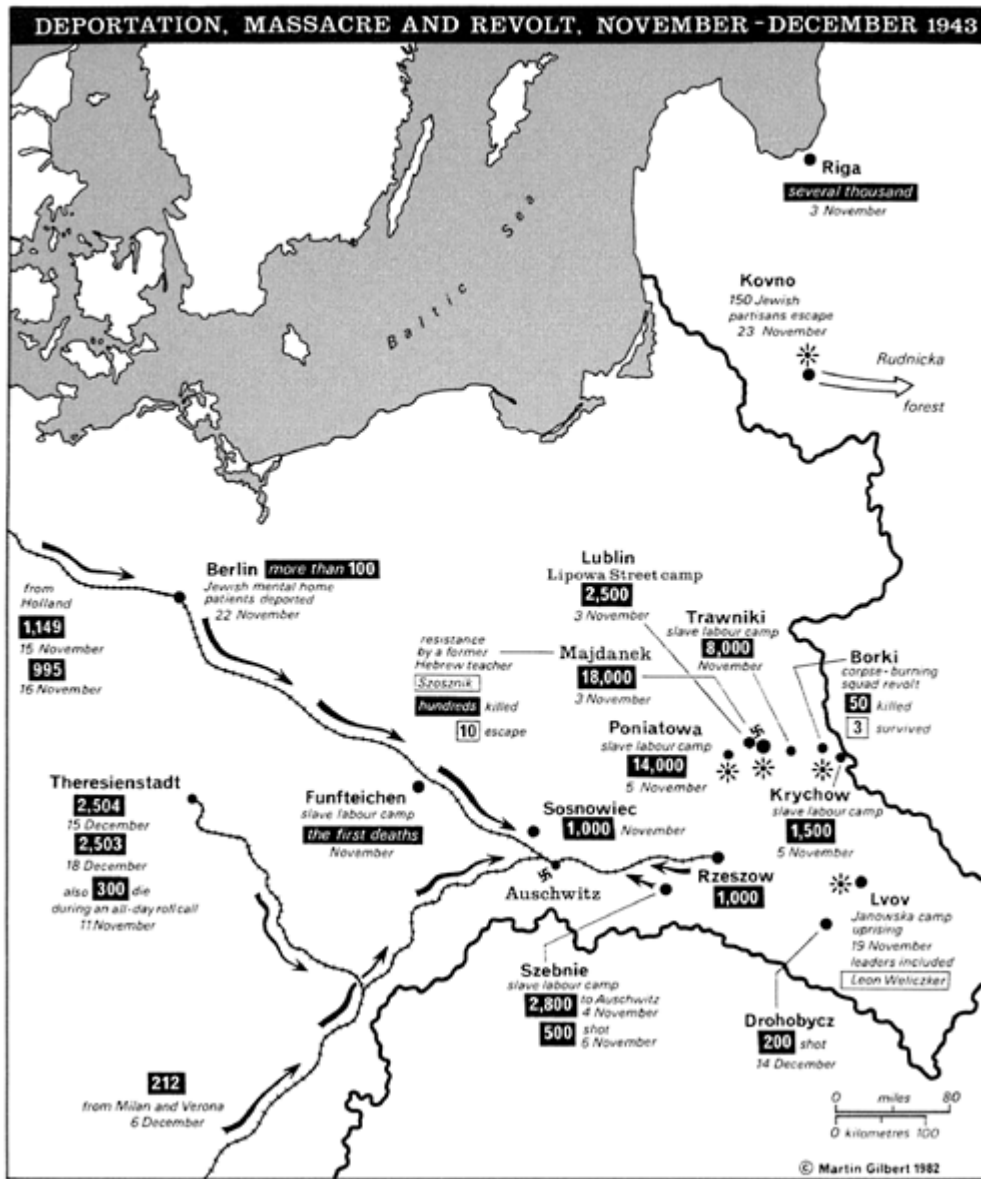 DEPORTATION, MASSACRE AND REVOLT, NOVEMBER-DECEMBER 1943
Riga
several thousand
3 November
Baltic Sea
Kovno
150 Jewish
partisans escape
23 November
Rudnicka
forest
from
Holland
1,149
15 November
995
16 November
Berlin more than 100
Jewish mental home
patients deported
22 November
Lublin
Lipowa Street camp
2,500
3 November
Trawniki
slave labour camp
8,000
November
resistance
by a former
Hebrew teacher
Szosznik
hundreds killed
10 escape
Majdanek
18,000
3 November
Borki
corpse-burning
squad revolt
50 killed
3 survived
Poniatowa
slave labour camp
14,000
5 November
Theresienstadt
2,504
15 December
2,503
18 December
also 300 die
during an all-day roll call
11 November
Funfteichen
slave labour camp
the first deaths
November
Sosnowiec
1,000 November
Krychow
slave labour camp
1,500
5 November
Auschwitz
Rzeszow
1,000
Lvov
Janowska camp
uprising
19 November
leaders included
Leon Weliczker
Szebnie
slave labour camp
2,800 to Auschwitz
4 November
500 shot
6 November
Drohobycz
200 shot
14 December
212
from Milan and Verona
6 December
0 miles 80
0 kilometres 100
© Martin Gilbert 1982